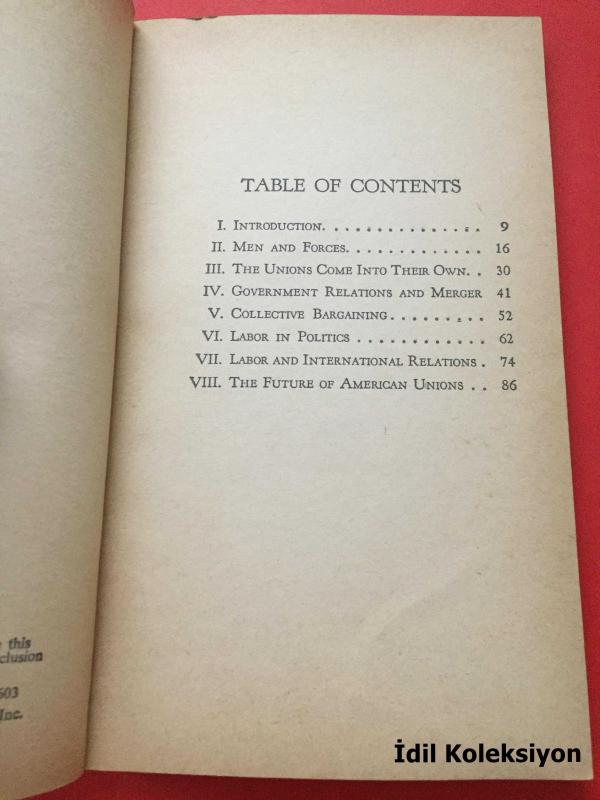 : this
clusion
603
Inc.
TABLE OF CONTENTS
I. INTRODUCTION. . . . . . . . . . . . . . . 9
II. MEN AND FORCES. . . . . . . . . . . . . 16
III. THE UNIONS COME INTO THEIR OWN. . 30
IV. GOVERNMENT RELATIONS AND MERGER 41
V. COLLECTIVE BARGAINING . . . . . . . . . 52
VI. LABOR IN POLITICS . . . . . . . . . . . . 62
VII. LABOR AND INTERNATIONAL RELATIONS . 74
VIII. THE FUTURE OF AMERICAN UNIONS . . 86
İdil Koleksiyon